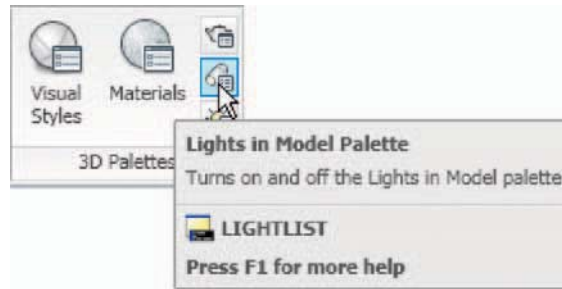 Visual
Styles
Materials
3D Palettes
Lights in Model Palette
Turns on and off the Lights in Model palette
LIGHTLIST
Press F1 for more help